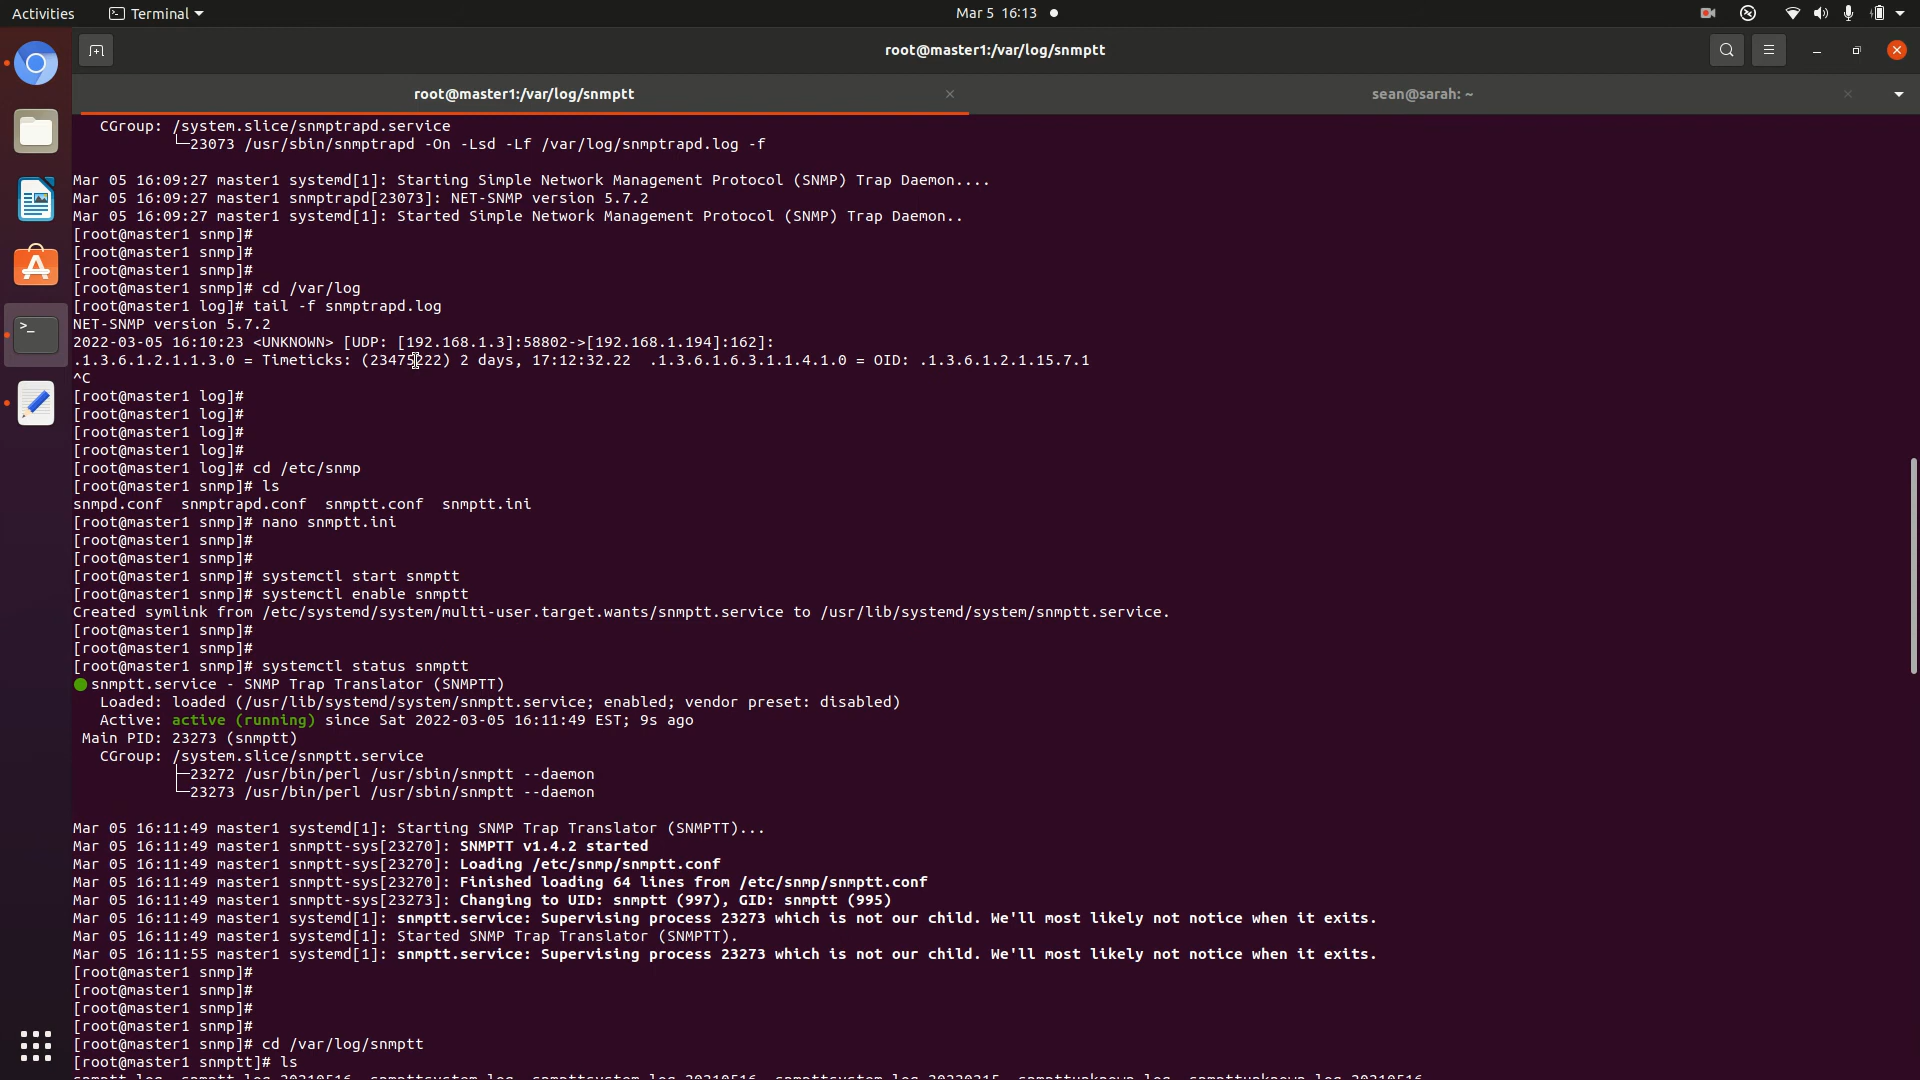 Activities Terminal Mar 5 16:13
root@master1:/var/log/snmptt
root@master1:/var/log/snmptt sean@sarah: ~
CGroup: /system.slice/snmptrapd.service
└─23073 /usr/sbin/snmptrapd -On -Lsd -Lf /var/log/snmptrapd.log -f
Mar 05 16:09:27 master1 systemd[1]: Starting Simple Network Management Protocol (SNMP) Trap Daemon....
Mar 05 16:09:27 master1 snmptrapd[23073]: NET-SNMP version 5.7.2
Mar 05 16:09:27 master1 systemd[1]: Started Simple Network Management Protocol (SNMP) Trap Daemon..
[root@master1 snmp]#
[root@master1 snmp]#
[root@master1 snmp]#
[root@master1 snmp]# cd /var/log
[root@master1 log]# tail -f snmptrapd.log
NET-SNMP version 5.7.2
2022-03-05 16:10:23 <UNKNOWN> [UDP: [192.168.1.3]:58802->[192.168.1.194]:162]:
.1.3.6.1.2.1.1.3.0 = Timeticks: (23475222) 2 days, 17:12:32.22 .1.3.6.1.6.3.1.1.4.1.0 = OID: .1.3.6.1.2.1.15.7.1
^C
[root@master1 log]#
[root@master1 log]#
[root@master1 log]#
[root@master1 log]#
[root@master1 log]# cd /etc/snmp
[root@master1 snmp]# ls
snmpd.conf snmptrapd.conf snmptt.conf snmptt.ini
[root@master1 snmp]# nano snmptt.ini
[root@master1 snmp]#
[root@master1 snmp]#
[root@master1 snmp]# systemctl start snmptt
[root@master1 snmp]# systemctl enable snmptt
Created symlink from /etc/systemd/system/multi-user.target.wants/snmptt.service to /usr/lib/systemd/system/snmptt.service.
[root@master1 snmp]#
[root@master1 snmp]#
[root@master1 snmp]# systemctl status snmptt
● snmptt.service - SNMP Trap Translator (SNMPTT)
Loaded: loaded (/usr/lib/systemd/system/snmptt.service; enabled; vendor preset: disabled)
Active: active (running) since Sat 2022-03-05 16:11:49 EST; 9s ago
Main PID: 23273 (snmptt)
CGroup: /system.slice/snmptt.service
├─23272 /usr/bin/perl /usr/sbin/snmptt --daemon
└─23273 /usr/bin/perl /usr/sbin/snmptt --daemon
Mar 05 16:11:49 master1 systemd[1]: Starting SNMP Trap Translator (SNMPTT)...
Mar 05 16:11:49 master1 snmptt-sys[23270]: SNMPTT v1.4.2 started
Mar 05 16:11:49 master1 snmptt-sys[23270]: Loading /etc/snmp/snmptt.conf
Mar 05 16:11:49 master1 snmptt-sys[23270]: Finished loading 64 lines from /etc/snmp/snmptt.conf
Mar 05 16:11:49 master1 snmptt-sys[23273]: Changing to UID: snmptt (997), GID: snmptt (995)
Mar 05 16:11:49 master1 systemd[1]: snmptt.service: Supervising process 23273 which is not our child. We'll most likely not notice when it exits.
Mar 05 16:11:49 master1 systemd[1]: Started SNMP Trap Translator (SNMPTT).
Mar 05 16:11:55 master1 systemd[1]: snmptt.service: Supervising process 23273 which is not our child. We'll most likely not notice when it exits.
[root@master1 snmp]#
[root@master1 snmp]#
[root@master1 snmp]#
[root@master1 snmp]#
[root@master1 snmp]# cd /var/log/snmptt
[root@master1 snmptt]# ls